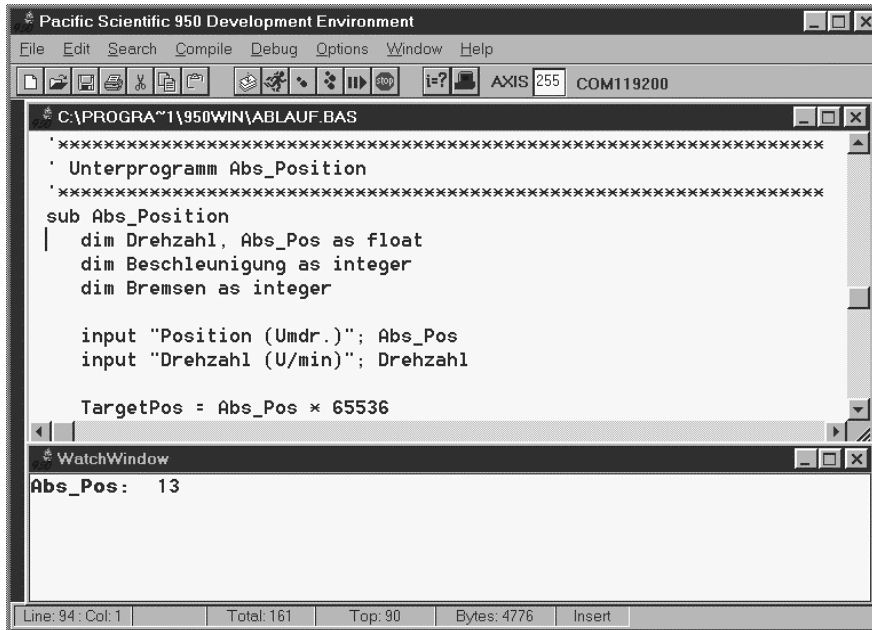 Pacific Scientific 950 Development Environment
File Edit Search Compile Debug Options Window Help
stop i=? AXIS 255 COM119200
C:\PROGRA~1\950WIN\ABLAUF.BAS
'*******************************************************************
' Unterprogramm Abs_Position
'*******************************************************************
sub Abs_Position
dim Drehzahl, Abs_Pos as float
dim Beschleunigung as integer
dim Bremsen as integer
input "Position (Umdr.)"; Abs_Pos
input "Drehzahl (U/min)"; Drehzahl
TargetPos = Abs_Pos * 65536
WatchWindow
Abs_Pos: 13
Line: 94 : Col: 1 Total: 161 Top: 90 Bytes: 4776 Insert